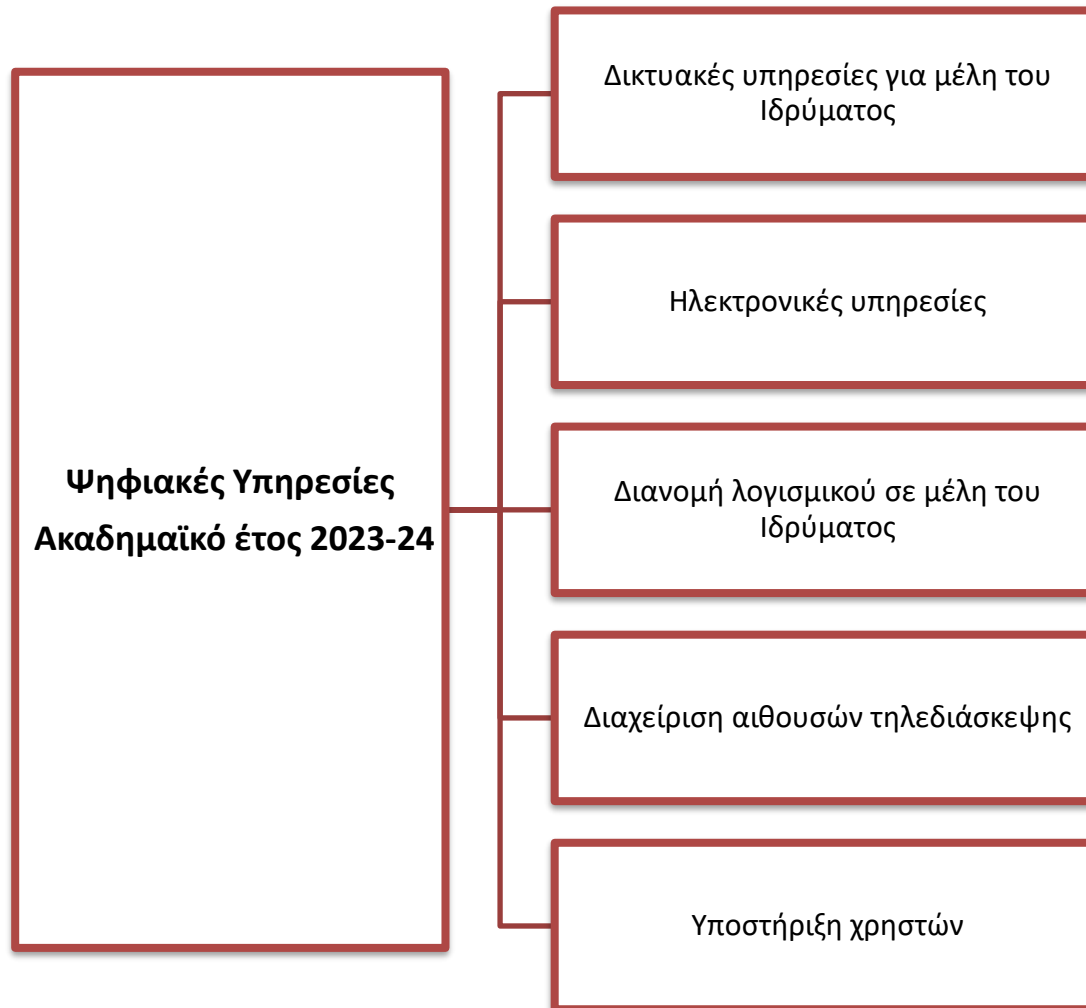 Δικτυακές υπηρεσίες για μέλη του
Ιδρύματος
Ηλεκτρονικές υπηρεσίες
Ψηφιακές Υπηρεσίες
Ακαδημαϊκό έτος 2023-24
Διανομή λογισμικού σε μέλη του
Ιδρύματος
Διαχείριση αιθουσών τηλεδιάσκεψης
Υποστήριξη χρηστών